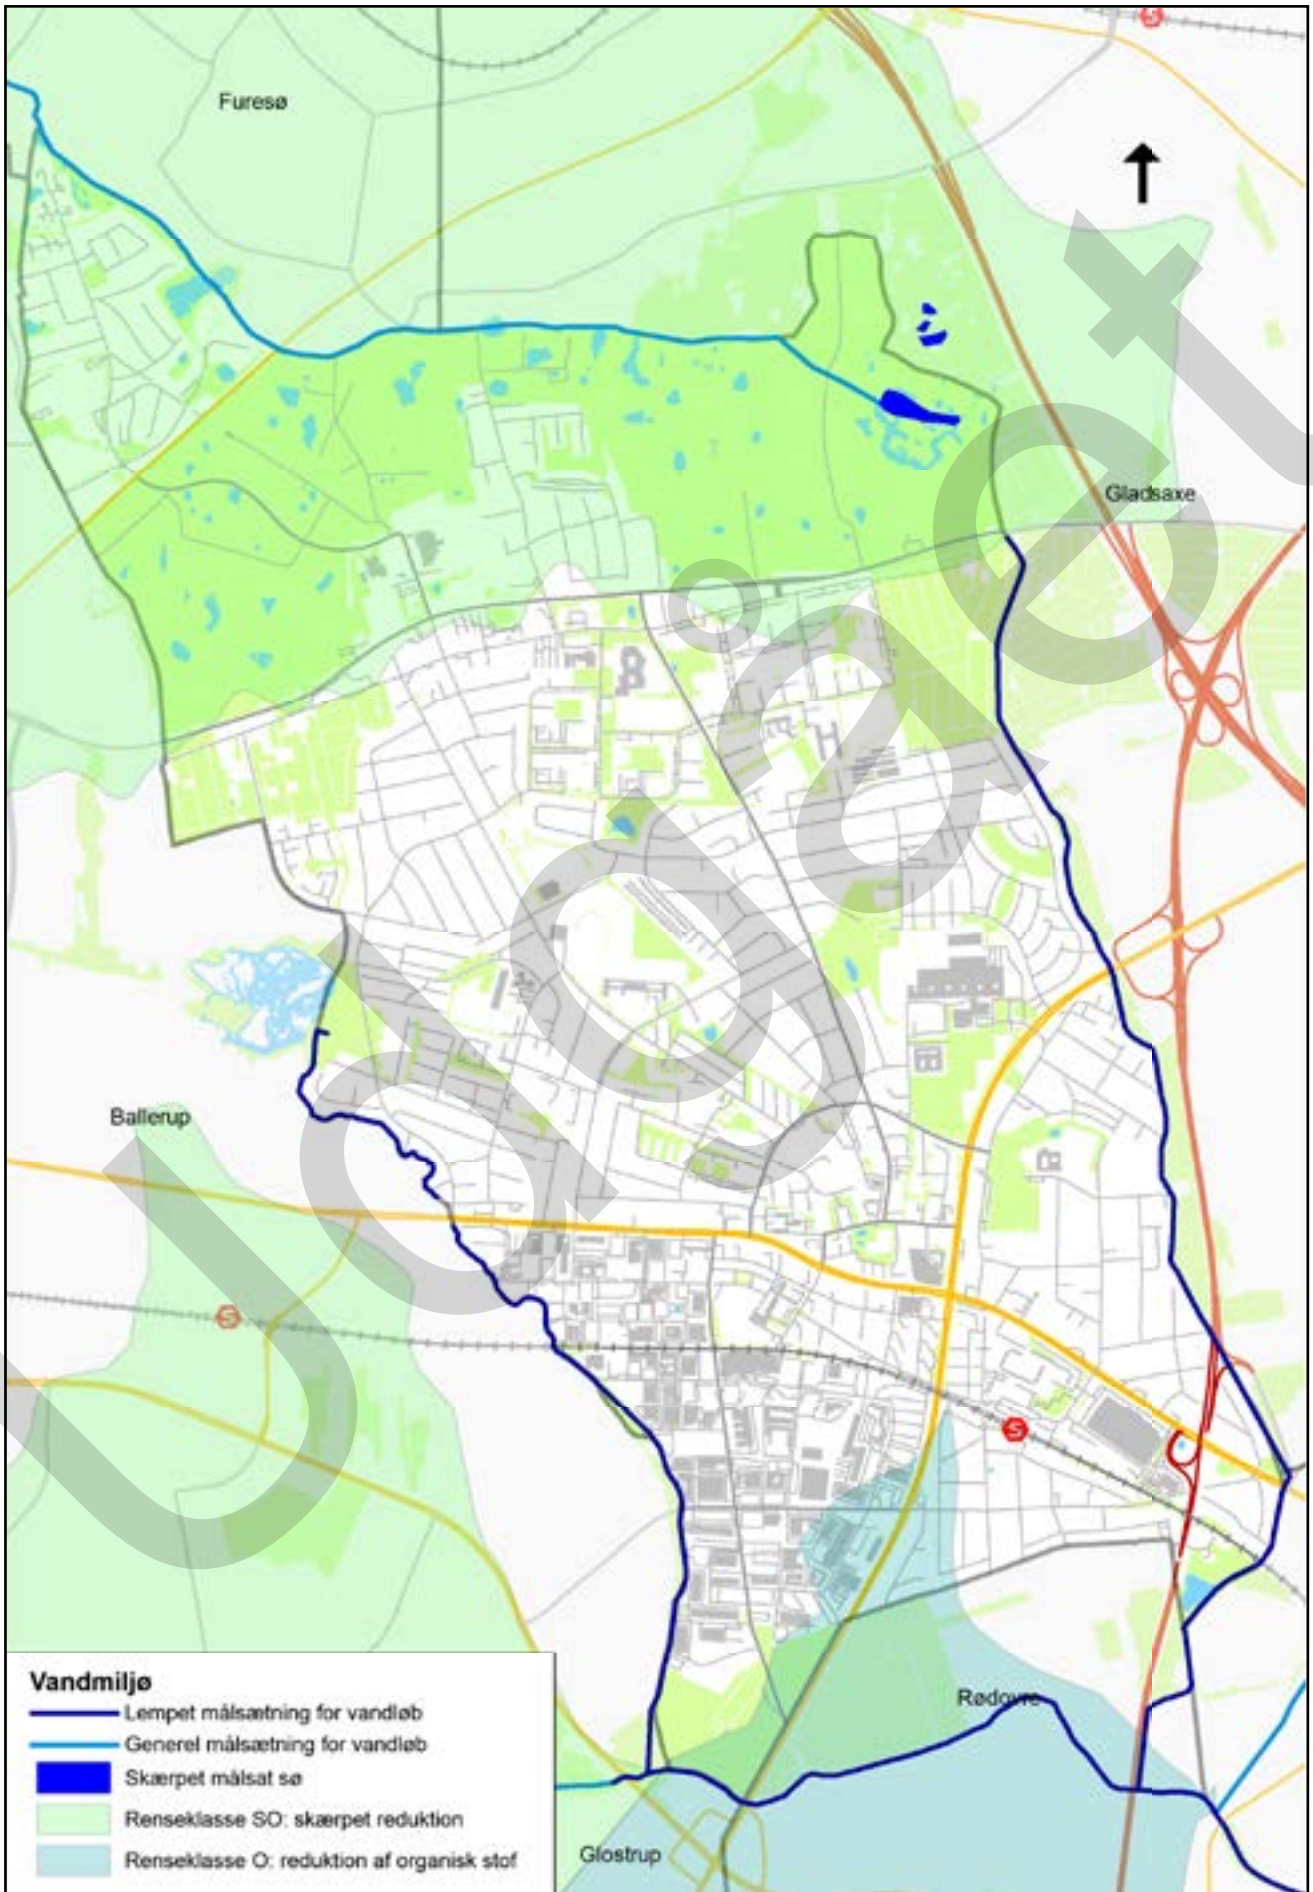 S
Furesø
Gladsaxe
Udgået
Ballerup
S
S
Rødovre
Glostrup
Vandmiljø
Lempet målsætning for vandløb
Generel målsætning for vandløb
Skærpet målsat sø
Renseklasse SO: skærpet reduktion
Renseklasse O: reduktion af organisk stof